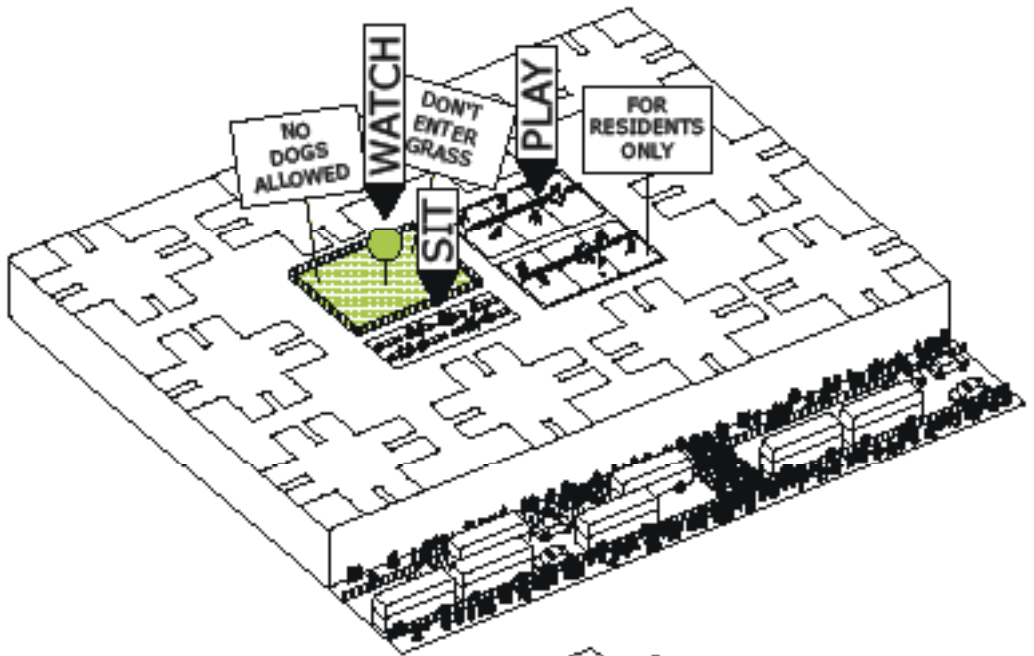 WATCH
PLAY
SIT
NO
DOGS
ALLOWED
DON'T
ENTER
GRASS
FOR
RESIDENTS
ONLY